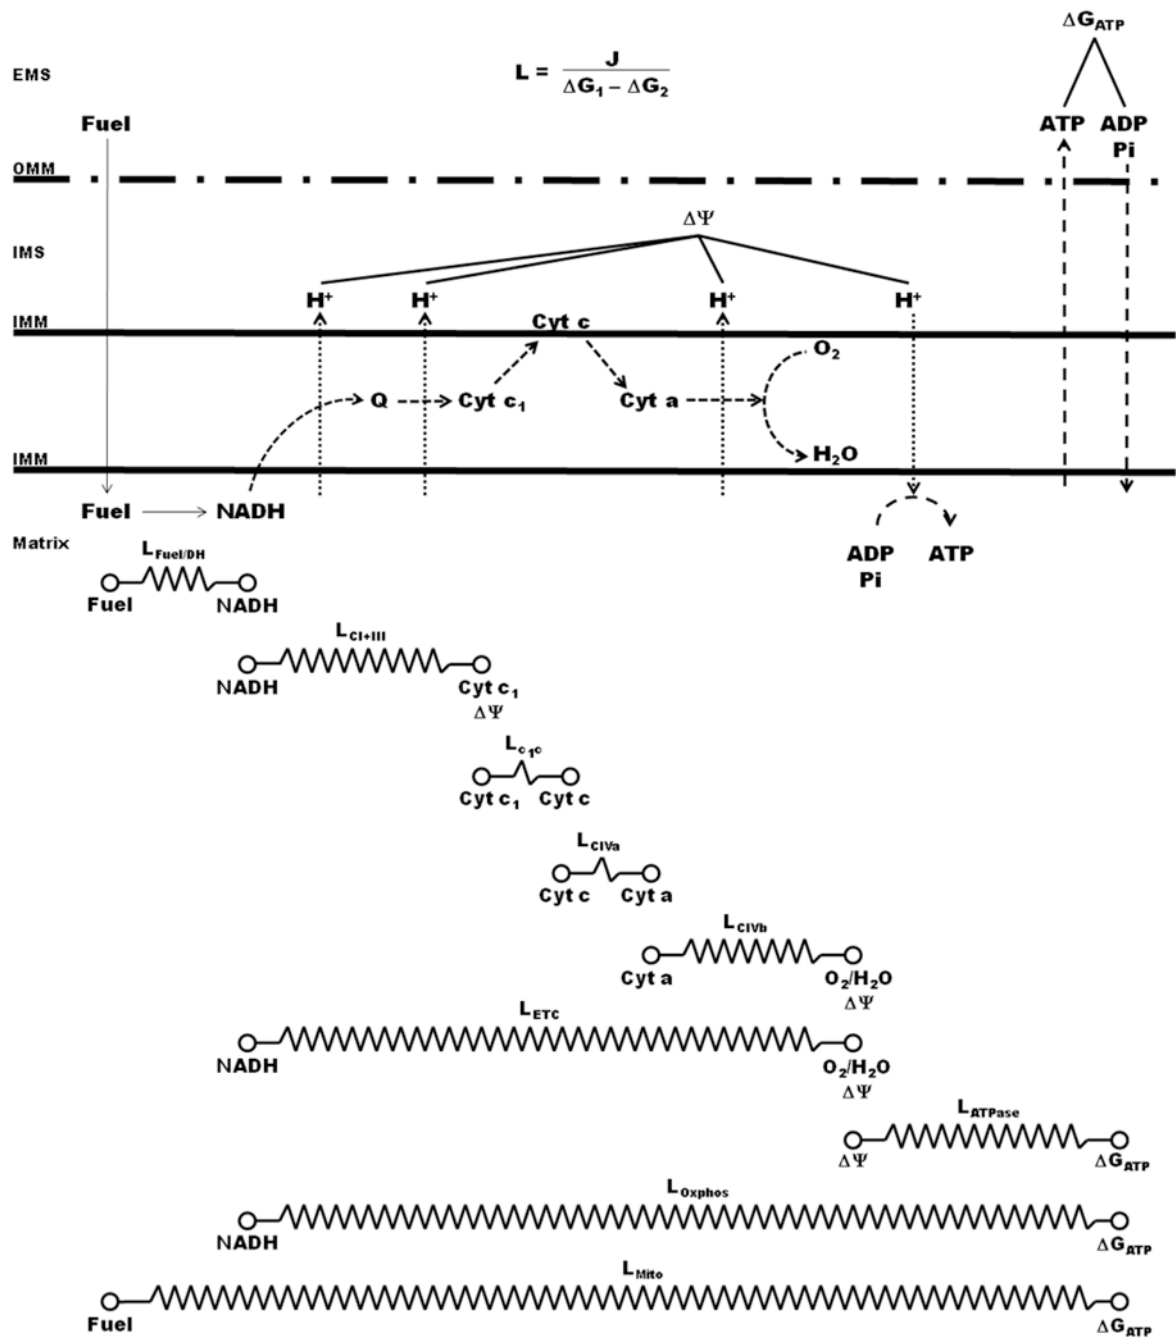 ΔG_ATP
EMS
L = J / ΔG₁ − ΔG₂
Fuel
ATP ADP
Pi
OMM
ΔΨ
IMS
H⁺ H⁺ H⁺ H⁺
IMM
Cyt c
O₂
Q Cyt c₁ Cyt a
IMM
H₂O
Fuel NADH
Matrix
ADP ATP
Pi
L_Fuel/DH
Fuel NADH
L_CI+III
NADH Cyt c₁
ΔΨ
L_c₁c
Cyt c₁ Cyt c
L_CIVa
Cyt c Cyt a
L_CIVb
Cyt a O₂/H₂O
ΔΨ
L_ETC
NADH O₂/H₂O
ΔΨ
L_ATPase
ΔΨ ΔG_ATP
L_Oxphos
NADH ΔG_ATP
L_Mito
Fuel ΔG_ATP